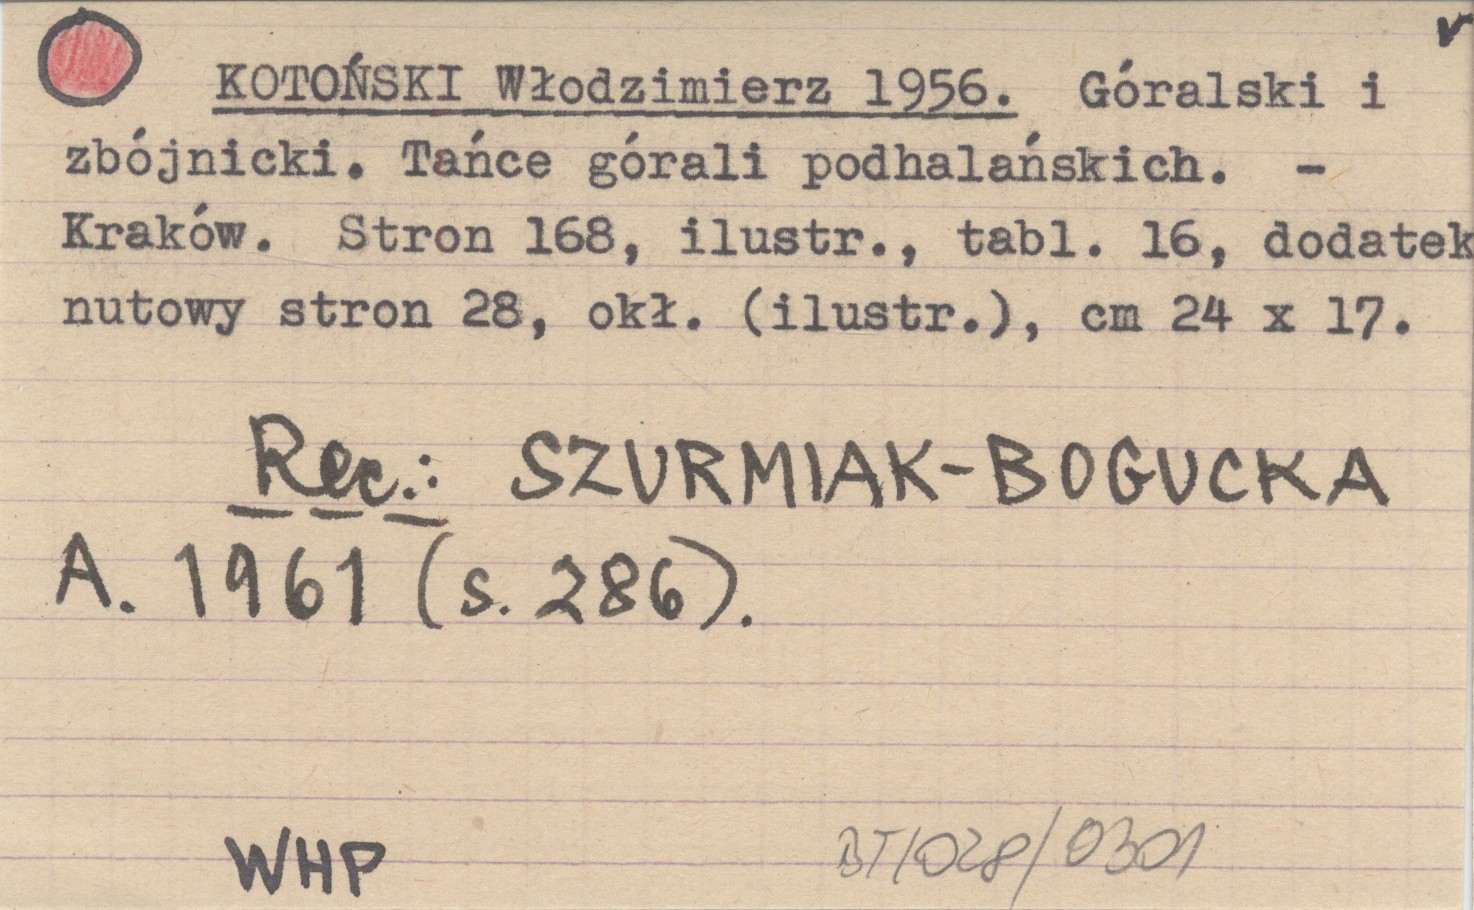 KOTOŃSKI Włodzimierz 1956. Góralski i
zbójnicki. Tańce górali podhalańskich. -
Kraków. Stron 168, ilustr., tabl. 16, dodatek
nutowy stron 28, okł. (ilustr.), cm 24 x 17.
Rec.: SZURMIAK-BOGUCKA
A. 1961 (s. 286).
WHP
BT/028/0301